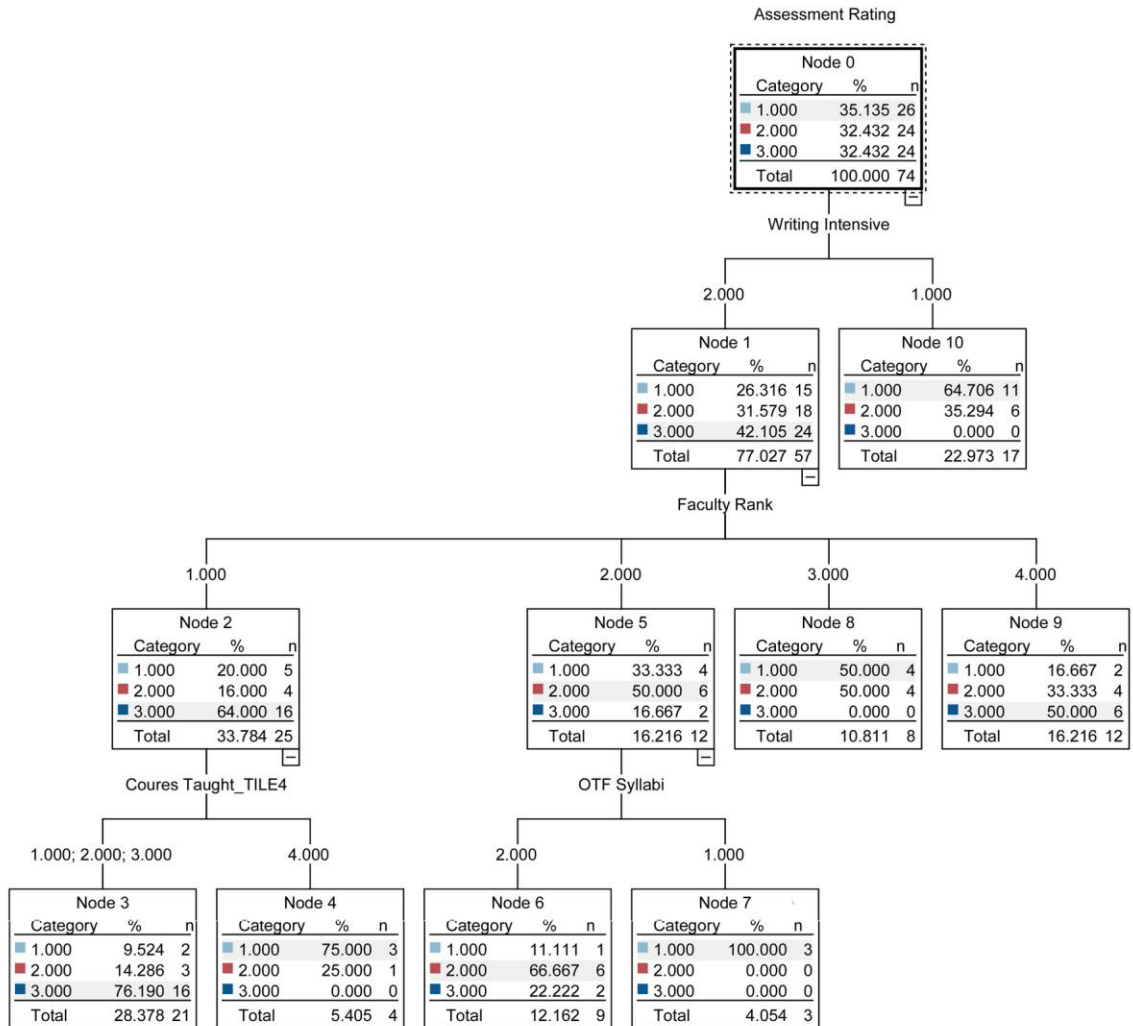 Assessment Rating
Node 0
Category % n
1.000 35.135 26
2.000 32.432 24
3.000 32.432 24
Total 100.000 74
Writing Intensive
2.000
1.000
Node 1
Category % n
1.000 26.316 15
2.000 31.579 18
3.000 42.105 24
Total 77.027 57
Node 10
Category % n
1.000 64.706 11
2.000 35.294 6
3.000 0.000 0
Total 22.973 17
Faculty Rank
1.000
2.000
3.000
4.000
Node 2
Category % n
1.000 20.000 5
2.000 16.000 4
3.000 64.000 16
Total 33.784 25
Node 5
Category % n
1.000 33.333 4
2.000 50.000 6
3.000 16.667 2
Total 16.216 12
Node 8
Category % n
1.000 50.000 4
2.000 50.000 4
3.000 0.000 0
Total 10.811 8
Node 9
Category % n
1.000 16.667 2
2.000 33.333 4
3.000 50.000 6
Total 16.216 12
Coures Taught_TILE4
OTF Syllabi
1.000; 2.000; 3.000
4.000
2.000
1.000
Node 3
Category % n
1.000 9.524 2
2.000 14.286 3
3.000 76.190 16
Total 28.378 21
Node 4
Category % n
1.000 75.000 3
2.000 25.000 1
3.000 0.000 0
Total 5.405 4
Node 6
Category % n
1.000 11.111 1
2.000 66.667 6
3.000 22.222 2
Total 12.162 9
Node 7
Category % n
1.000 100.000 3
2.000 0.000 0
3.000 0.000 0
Total 4.054 3